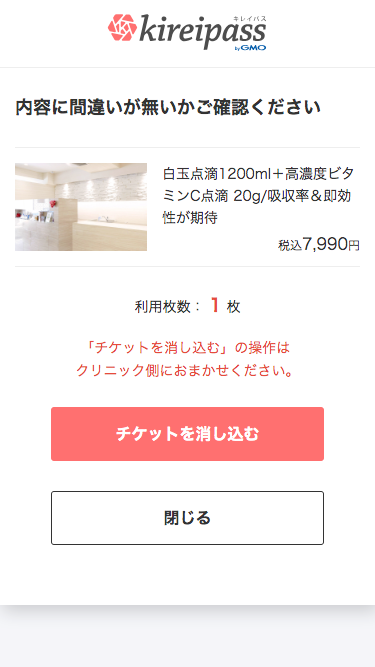 キレイパス
kireipass
by GMO
内容に間違いが無いかご確認ください
白玉点滴1200ml＋高濃度ビタ
ミンC点滴 20g/吸収率＆即効
性が期待
税込7,990円
利用枚数： 1 枚
「チケットを消し込む」の操作は
クリニック側におまかせください。
チケットを消し込む
閉じる